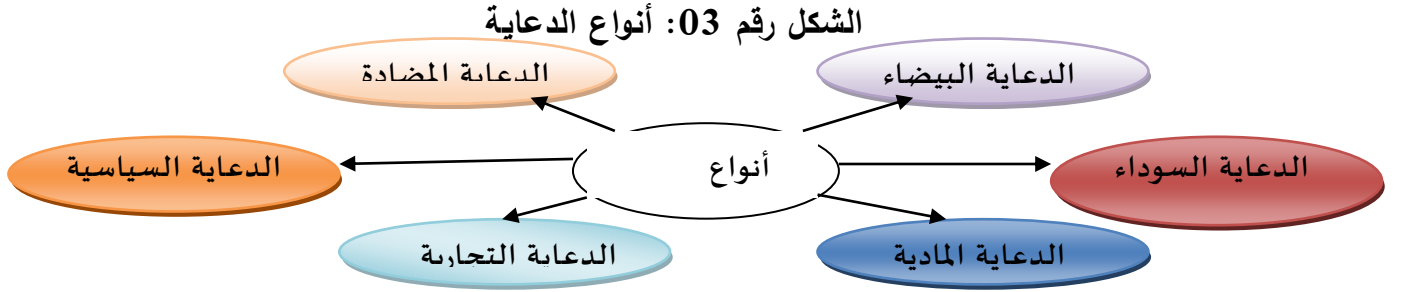 الشكل رقم 03: أنواع الدعاية
الدعاية البيضاء
الدعاية المضادة
الدعاية السوداء
أنواع
الدعاية السياسية
الدعاية المادية
الدعاية التجارية